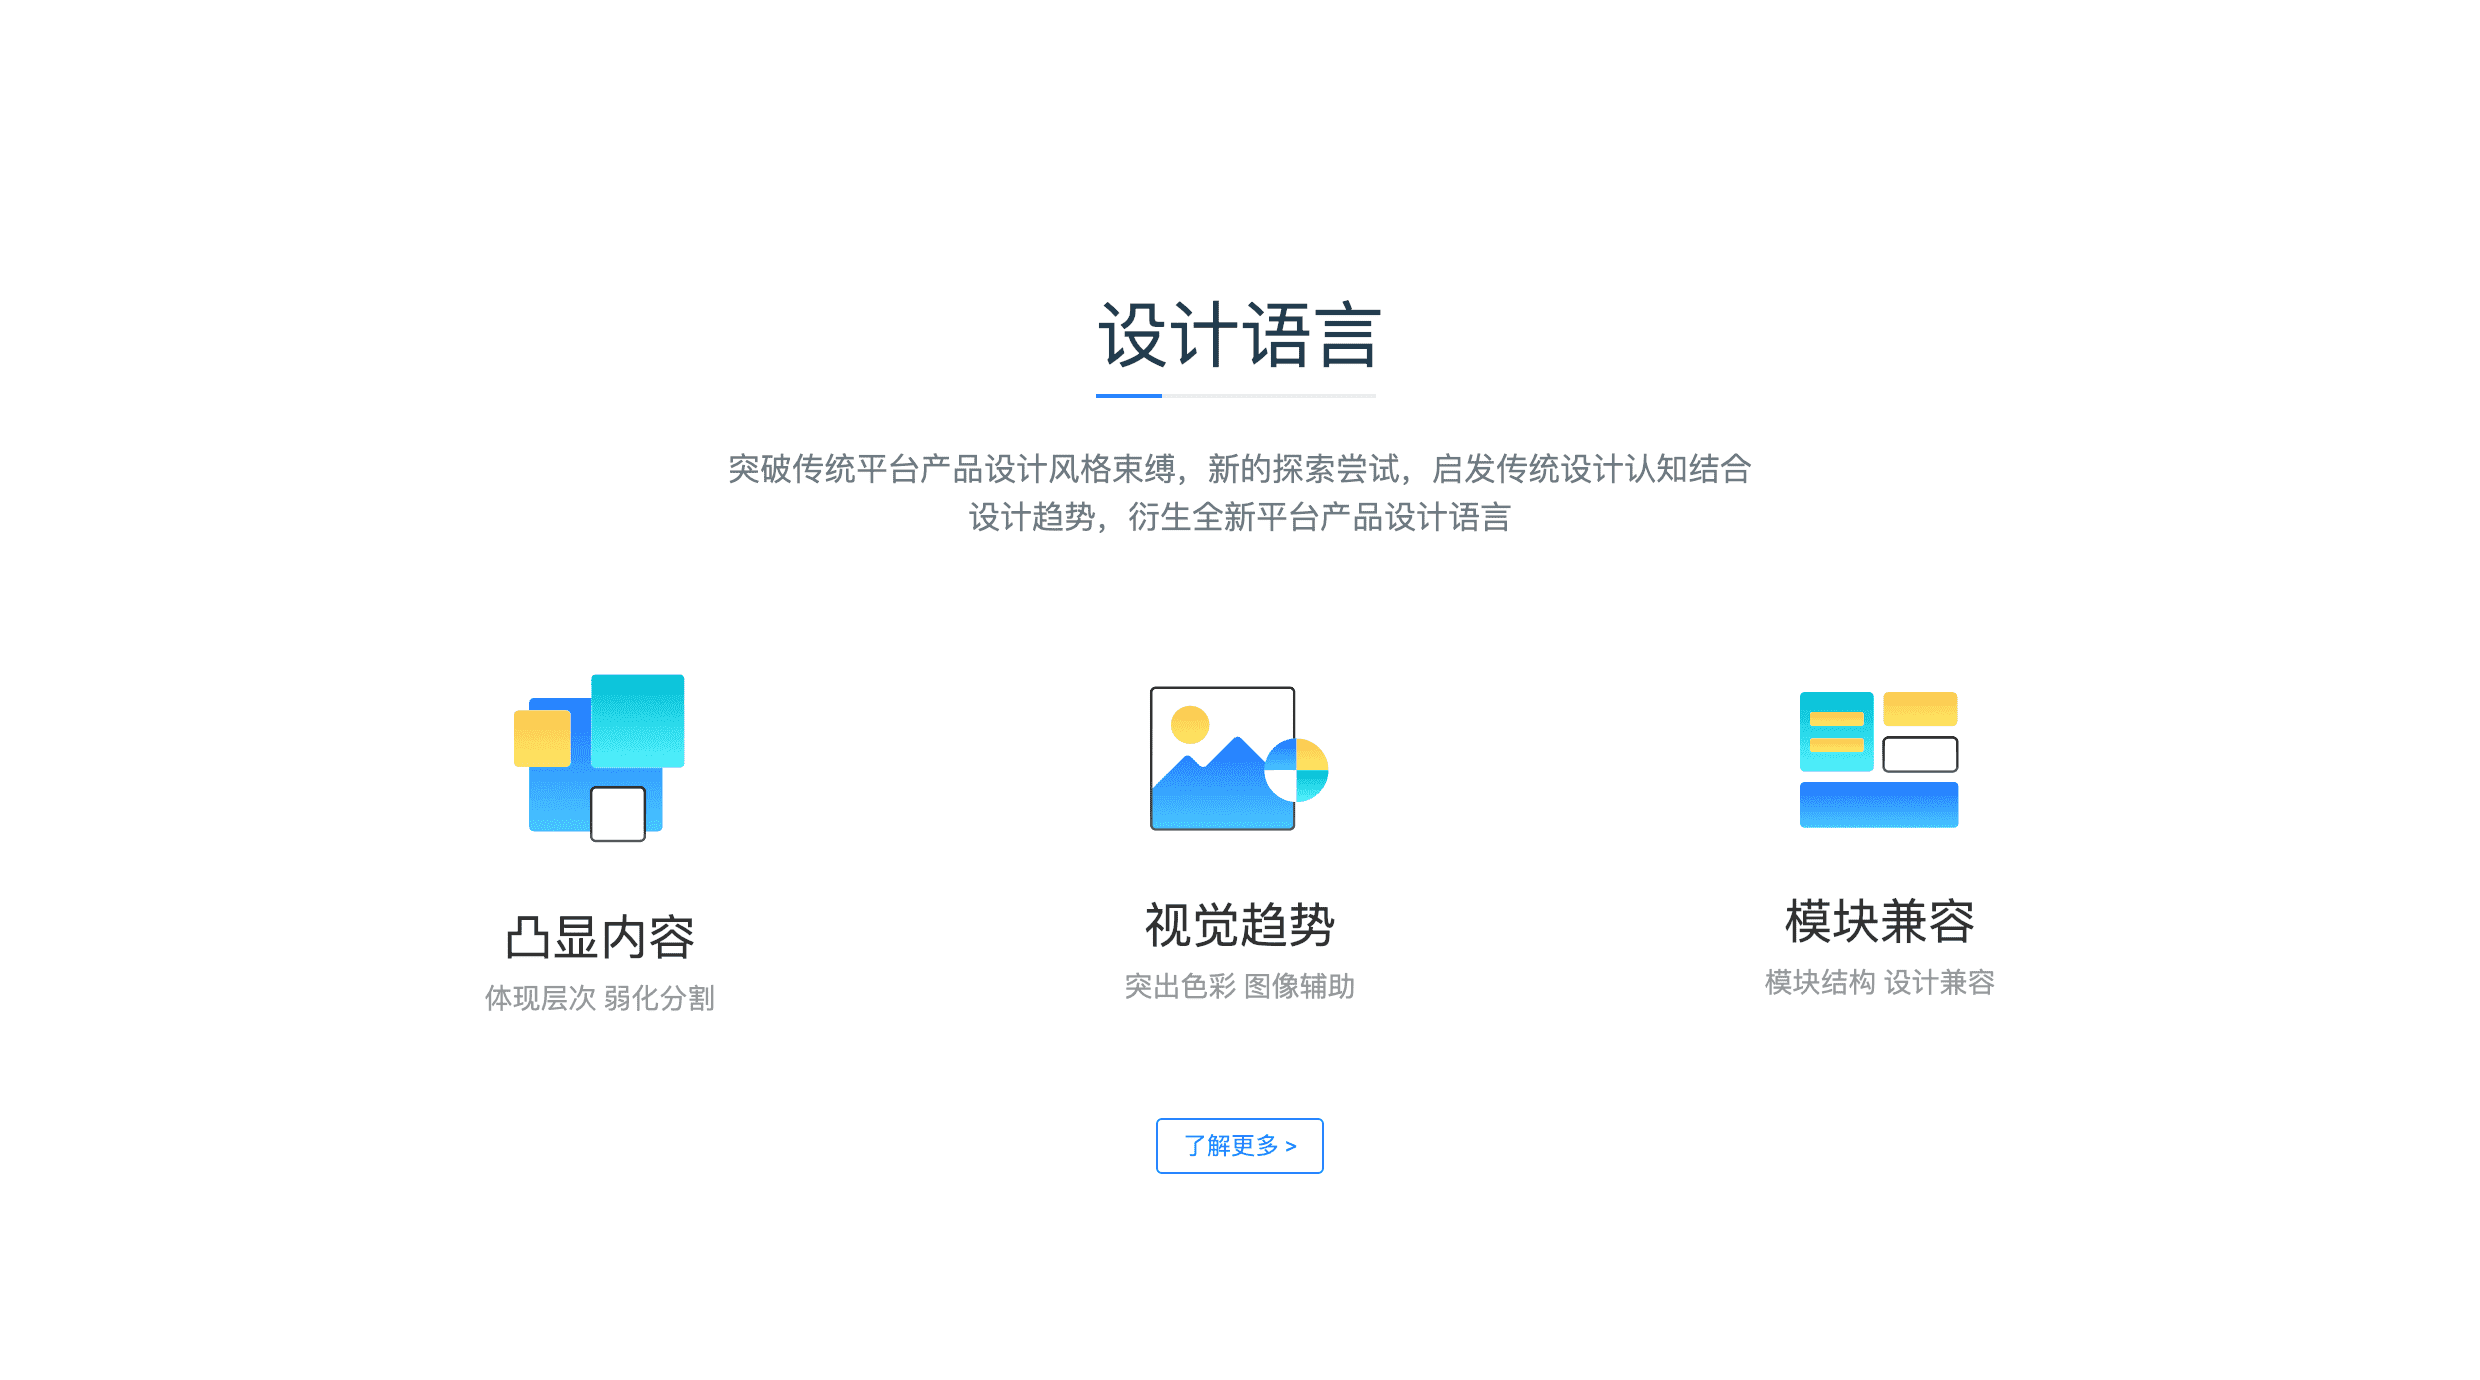 设计语言
突破传统平台产品设计风格束缚，新的探索尝试，启发传统设计认知结合
设计趋势，衍生全新平台产品设计语言
凸显内容
体现层次 弱化分割
视觉趋势
突出色彩 图像辅助
模块兼容
模块结构 设计兼容
了解更多 >